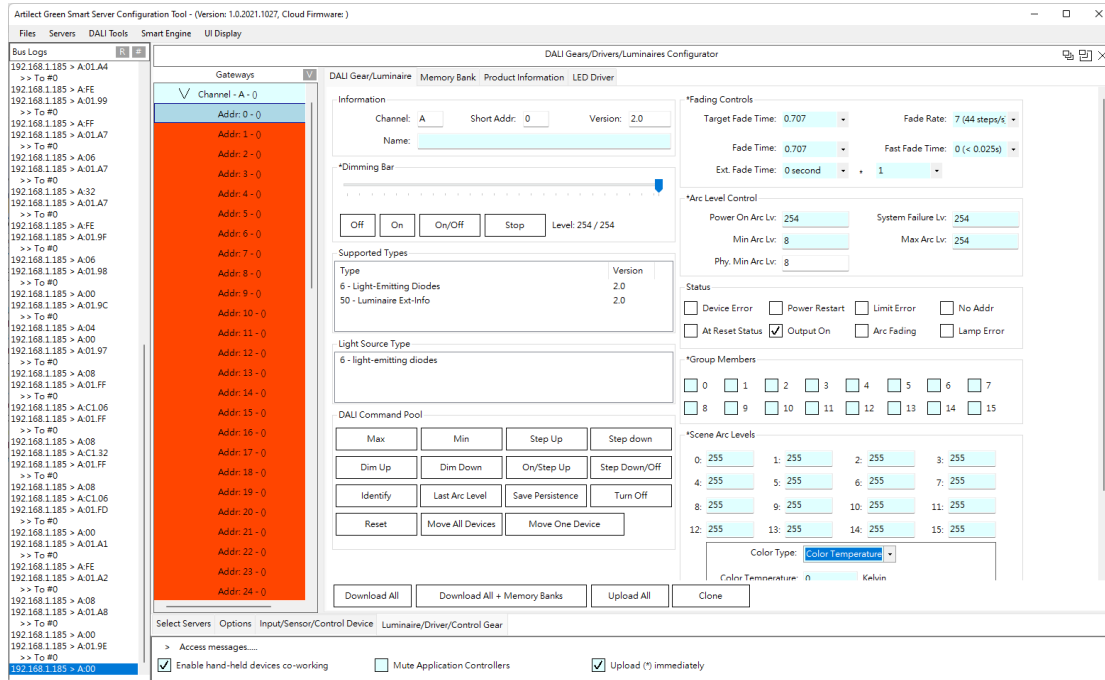 Artilect Green Smart Server Configuration Tool - (Version: 1.0.2021.1027, Cloud Firmware: )
Files Servers DALI Tools Smart Engine UI Display
Bus Logs R #
192.168.1.185 > A:01.A4
>> To #0
192.168.1.185 > A:FE
192.168.1.185 > A:01.99
>> To #0
192.168.1.185 > A:FF
192.168.1.185 > A:01.A7
>> To #0
192.168.1.185 > A:06
192.168.1.185 > A:01.A7
>> To #0
192.168.1.185 > A:32
192.168.1.185 > A:01.A7
>> To #0
192.168.1.185 > A:FE
192.168.1.185 > A:01.9F
>> To #0
192.168.1.185 > A:06
192.168.1.185 > A:01.98
>> To #0
192.168.1.185 > A:00
192.168.1.185 > A:01.9C
>> To #0
192.168.1.185 > A:04
192.168.1.185 > A:00
192.168.1.185 > A:01.97
>> To #0
192.168.1.185 > A:08
192.168.1.185 > A:01.FF
>> To #0
192.168.1.185 > A:C1.06
192.168.1.185 > A:01.FF
>> To #0
192.168.1.185 > A:08
192.168.1.185 > A:C1.32
192.168.1.185 > A:01.FF
>> To #0
192.168.1.185 > A:08
192.168.1.185 > A:C1.06
192.168.1.185 > A:01.FD
>> To #0
192.168.1.185 > A:00
192.168.1.185 > A:01.A1
>> To #0
192.168.1.185 > A:FE
192.168.1.185 > A:01.A2
>> To #0
192.168.1.185 > A:08
192.168.1.185 > A:01.A8
>> To #0
192.168.1.185 > A:00
192.168.1.185 > A:01.9E
>> To #0
192.168.1.185 > A:00
DALI Gears/Drivers/Luminaires Configurator
Gateways V
Channel - A - ()
Addr: 0 - ()
Addr: 1 - ()
Addr: 2 - ()
Addr: 3 - ()
Addr: 4 - ()
Addr: 5 - ()
Addr: 6 - ()
Addr: 7 - ()
Addr: 8 - ()
Addr: 9 - ()
Addr: 10 - ()
Addr: 11 - ()
Addr: 12 - ()
Addr: 13 - ()
Addr: 14 - ()
Addr: 15 - ()
Addr: 16 - ()
Addr: 17 - ()
Addr: 18 - ()
Addr: 19 - ()
Addr: 20 - ()
Addr: 21 - ()
Addr: 22 - ()
Addr: 23 - ()
Addr: 24 - ()
DALI Gear/Luminaire Memory Bank Product Information LED Driver
Information
Channel: A Short Addr: 0 Version: 2.0
Name:
*Dimming Bar
Off On On/Off Stop Level: 254 / 254
Supported Types
Type Version
6 - Light-Emitting Diodes 2.0
50 - Luminaire Ext-Info 2.0
Light Source Type
6 - light-emitting diodes
DALI Command Pool
Max Min Step Up Step down
Dim Up Dim Down On/Step Up Step Down/Off
Identify Last Arc Level Save Persistence Turn Off
Reset Move All Devices Move One Device
*Fading Controls
Target Fade Time: 0.707 Fade Rate: 7 (44 steps/s
Fade Time: 0.707 Fast Fade Time: 0 (< 0.025s)
Ext. Fade Time: 0 second , 1
*Arc Level Control
Power On Arc Lv: 254 System Failure Lv: 254
Min Arc Lv: 8 Max Arc Lv: 254
Phy. Min Arc Lv: 8
Status
Device Error Power Restart Limit Error No Addr
At Reset Status Output On Arc Fading Lamp Error
*Group Members
0 1 2 3 4 5 6 7
8 9 10 11 12 13 14 15
*Scene Arc Levels
0: 255 1: 255 2: 255 3: 255
4: 255 5: 255 6: 255 7: 255
8: 255 9: 255 10: 255 11: 255
12: 255 13: 255 14: 255 15: 255
Color Type: Color Temperature
Color Temperature: 0 Kelvin
Download All Download All + Memory Banks Upload All Clone
Select Servers Options Input/Sensor/Control Device Luminaire/Driver/Control Gear
> Access messages.....
Enable hand-held devices co-working Mute Application Controllers Upload (*) immediately